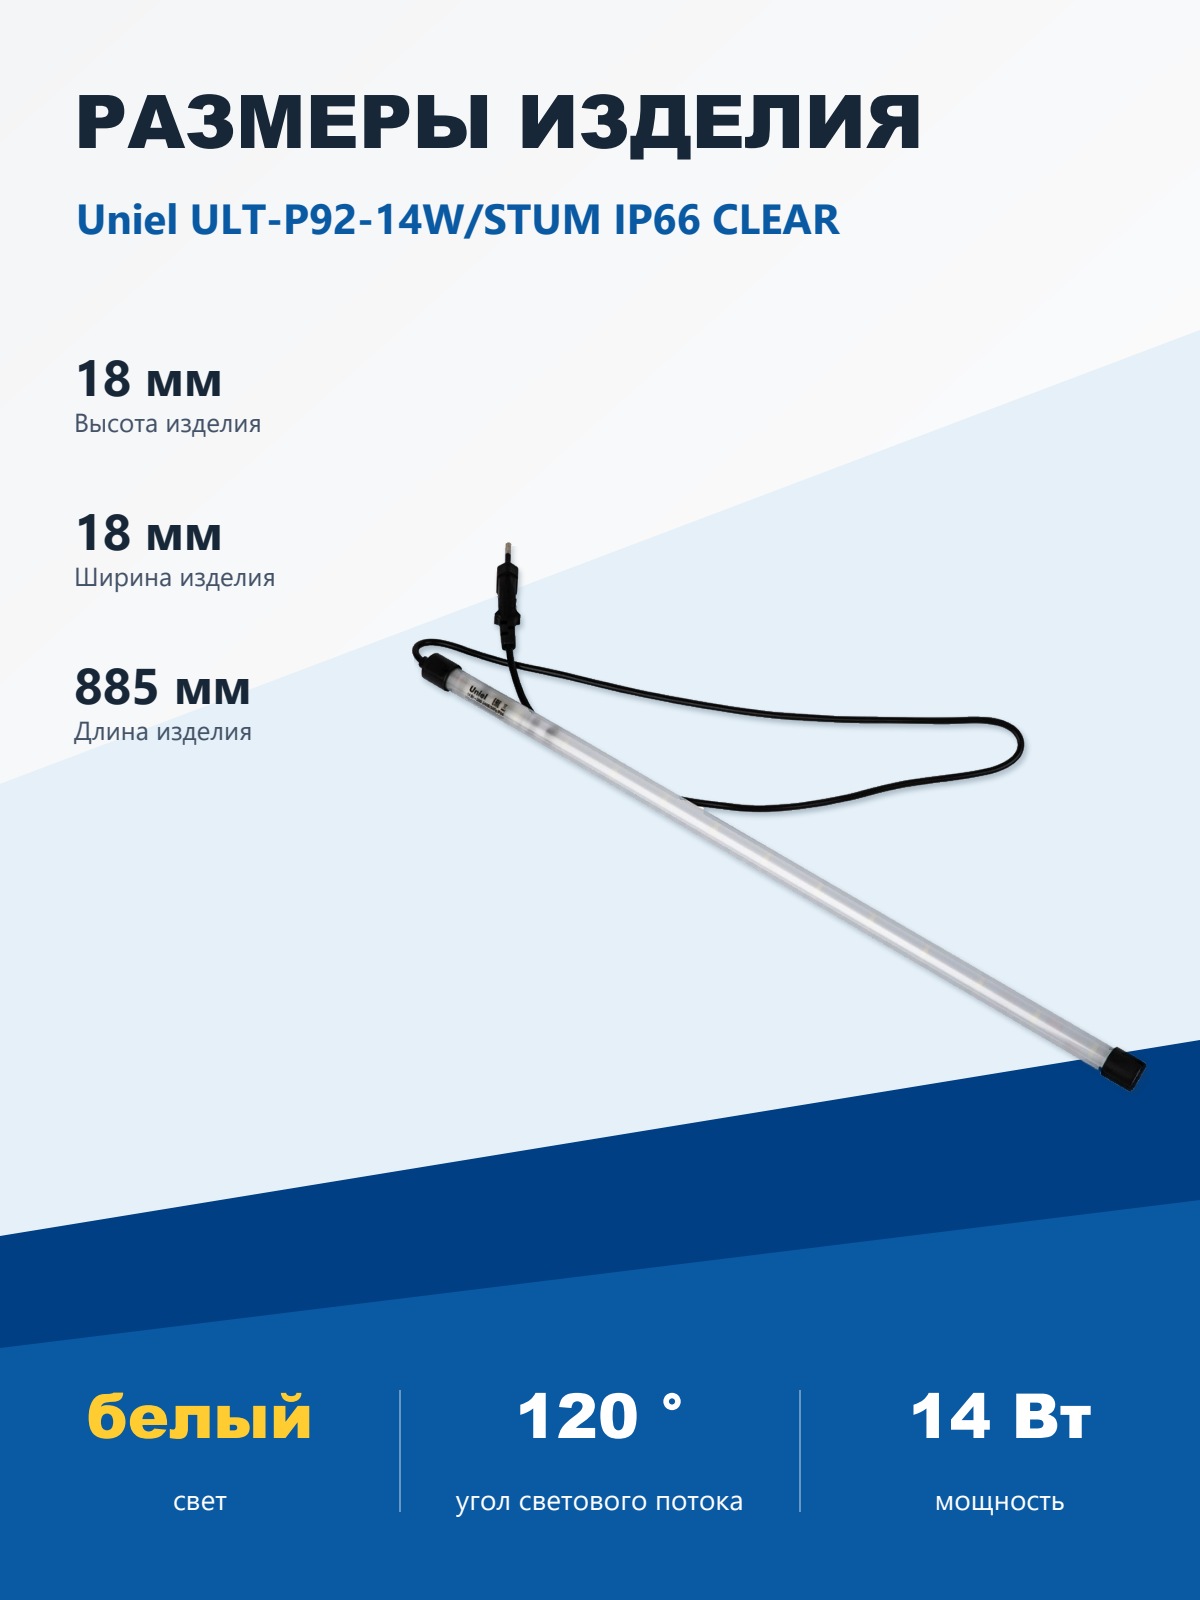 РАЗМЕРЫ ИЗДЕЛИЯ
Uniel ULT-P92-14W/STUM IP66 CLEAR
18 мм
Высота изделия
18 мм
Ширина изделия
885 мм
Длина изделия
Uniel
белый
свет
120 °
угол светового потока
14 Вт
мощность